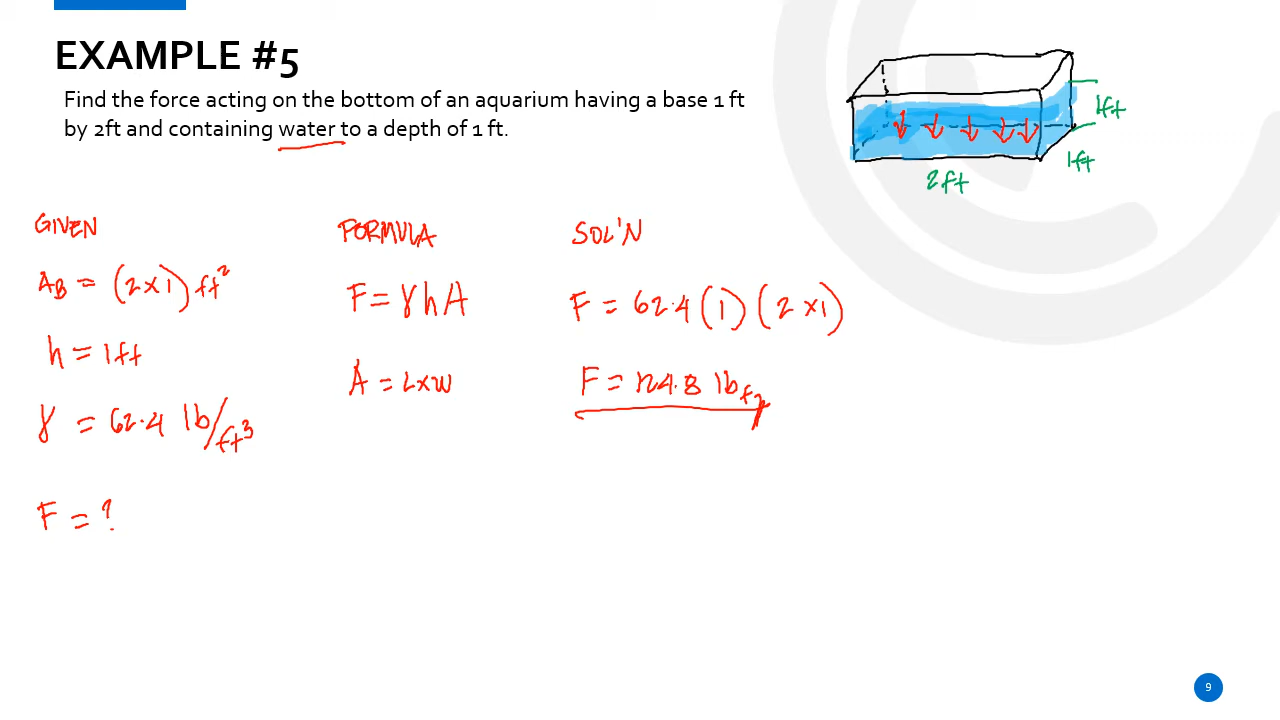 EXAMPLE #5
Find the force acting on the bottom of an aquarium having a base 1 ft
by 2ft and containing water to a depth of 1 ft.
1ft
1ft
2ft
GIVEN
A_B = (2x1) ft²
h = 1ft
γ = 62.4 lb/ft³
F = ?
FORMULA
F = γhA
A = LxW
SOL'N
F = 62.4 (1) (2x1)
F = 124.8 lb_f
9